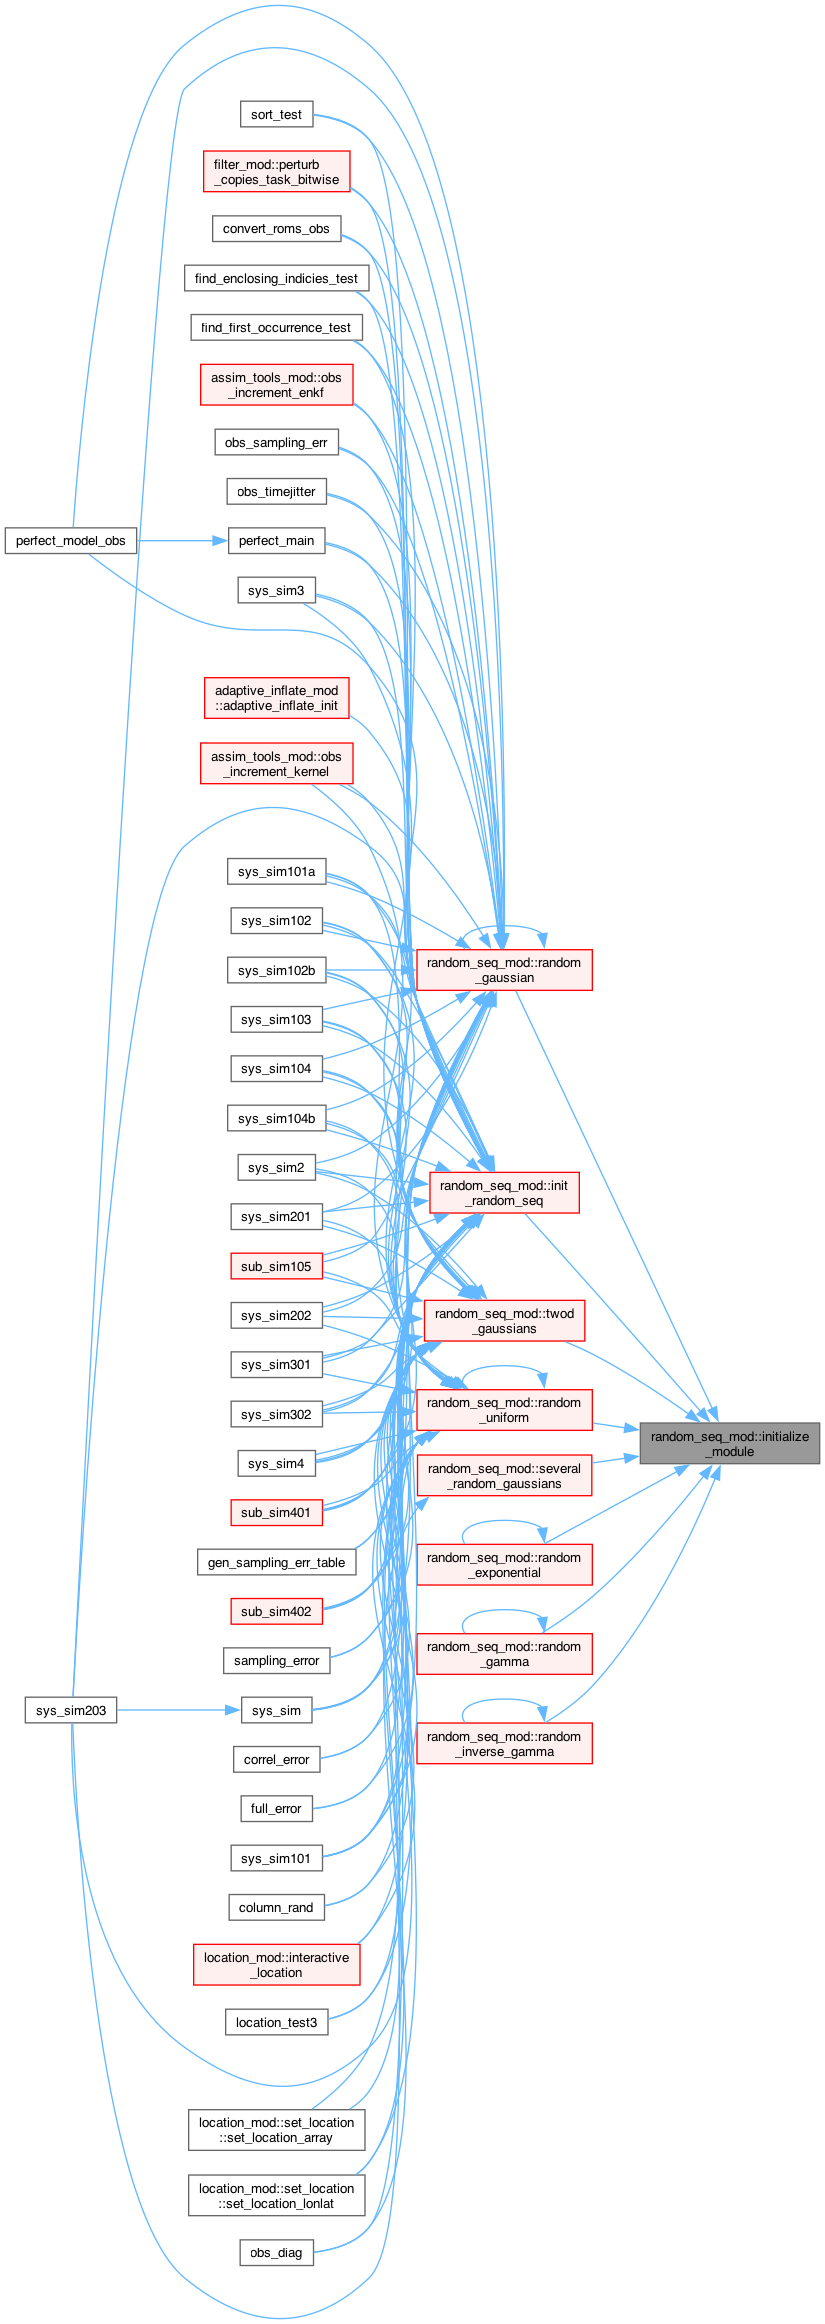 sort_test
filter_mod::perturb
_copies_task_bitwise
convert_roms_obs
find_enclosing_indicies_test
find_first_occurrence_test
assim_tools_mod::obs
_increment_enkf
obs_sampling_err
obs_timejitter
perfect_model_obs
perfect_main
sys_sim3
adaptive_inflate_mod
::adaptive_inflate_init
assim_tools_mod::obs
_increment_kernel
sys_sim101a
sys_sim102
random_seq_mod::random
_gaussian
sys_sim102b
sys_sim103
sys_sim104
sys_sim104b
sys_sim2
random_seq_mod::init
_random_seq
sys_sim201
sub_sim105
sys_sim202
random_seq_mod::twod
_gaussians
sys_sim301
sys_sim302
random_seq_mod::random
_uniform
random_seq_mod::initialize
_module
sys_sim4
random_seq_mod::several
_random_gaussians
sub_sim401
gen_sampling_err_table
random_seq_mod::random
_exponential
sub_sim402
sampling_error
random_seq_mod::random
_gamma
sys_sim203
sys_sim
random_seq_mod::random
_inverse_gamma
correl_error
full_error
sys_sim101
column_rand
location_mod::interactive
_location
location_test3
location_mod::set_location
::set_location_array
location_mod::set_location
::set_location_lonlat
obs_diag